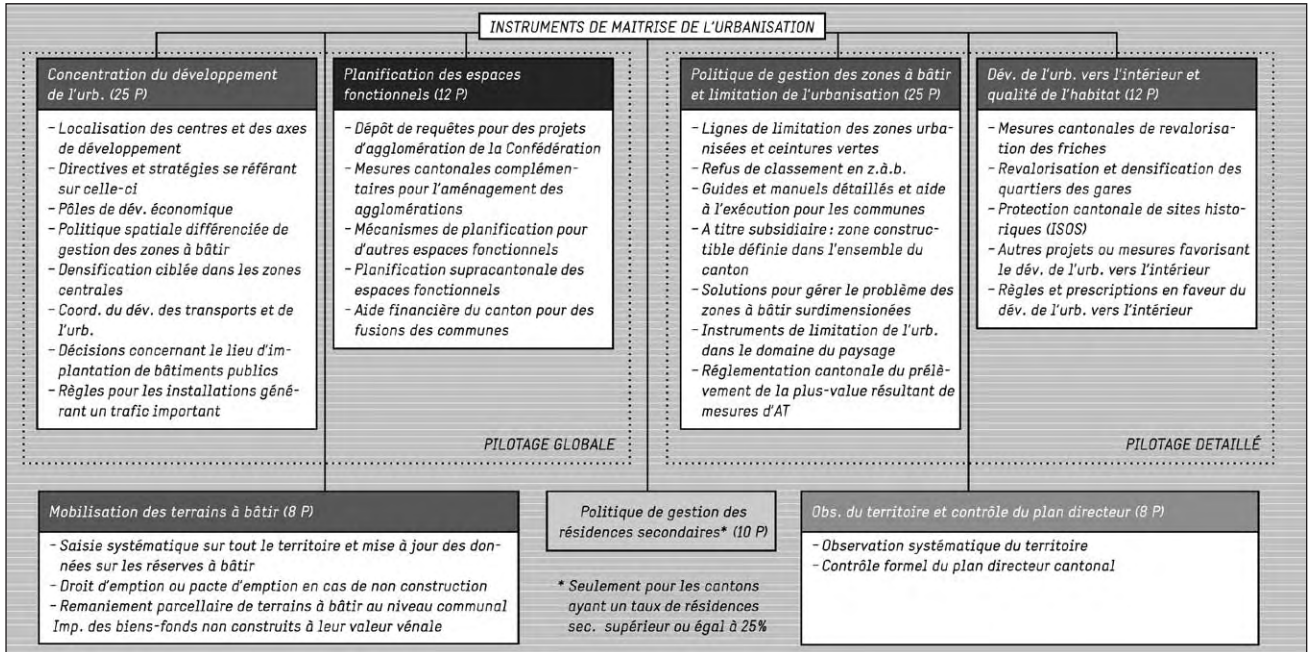 INSTRUMENTS DE MAITRISE DE L'URBANISATION
Concentration du développement
de l'urb. (25 P)
– Localisation des centres et des axes
de développement
– Directives et stratégies se référant
sur celle-ci
– Pôles de dév. économique
– Politique spatiale différenciée de
gestion des zones à bâtir
– Densification ciblée dans les zones
centrales
– Coord. du dév. des transports et de
l'urb.
– Décisions concernant le lieu d'im-
plantation de bâtiments publics
– Règles pour les installations géné-
rant un trafic important
Planification des espaces
fonctionnels (12 P)
– Dépôt de requêtes pour des projets
d'agglomération de la Confédération
– Mesures cantonales complémen-
taires pour l'aménagement des
agglomérations
– Mécanismes de planification pour
d'autres espaces fonctionnels
– Planification supracantonale des
espaces fonctionnels
– Aide financière du canton pour des
fusions des communes
PILOTAGE GLOBALE
Politique de gestion des zones à bâtir
et limitation de l'urbanisation (25 P)
– Lignes de limitation des zones urba-
nisées et ceintures vertes
– Refus de classement en z.à.b.
– Guides et manuels détaillés et aide
à l'exécution pour les communes
– A titre subsidiaire : zone construc-
tible définie dans l'ensemble du
canton
– Solutions pour gérer le problème des
zones à bâtir surdimensionées
– Instruments de limitation de l'urb.
dans le domaine du paysage
– Réglementation cantonale du prélè-
vement de la plus-value résultant de
mesures d'AT
Dév. de l'urb. vers l'intérieur et
qualité de l'habitat (12 P)
– Mesures cantonales de revalorisa-
tion des friches
– Revalorisation et densification des
quartiers des gares
– Protection cantonale de sites histo-
riques (ISOS)
– Autres projets ou mesures favorisant
le dév. de l'urb. vers l'intérieur
– Règles et prescriptions en faveur du
dév. de l'urb. vers l'intérieur
PILOTAGE DETAILLÉ
Mobilisation des terrains à bâtir (8 P)
– Saisie systématique sur tout le territoire et mise à jour des don-
nées sur les réserves à bâtir
– Droit d'emption ou pacte d'emption en cas de non construction
– Remaniement parcellaire de terrains à bâtir au niveau communal
Imp. des biens-fonds non construits à leur valeur vénale
Politique de gestion des
résidences secondaires* (10 P)
* Seulement pour les cantons
ayant un taux de résidences
sec. supérieur ou égal à 25%
Obs. du territoire et contrôle du plan directeur (8 P)
– Observation systématique du territoire
– Contrôle formel du plan directeur cantonal